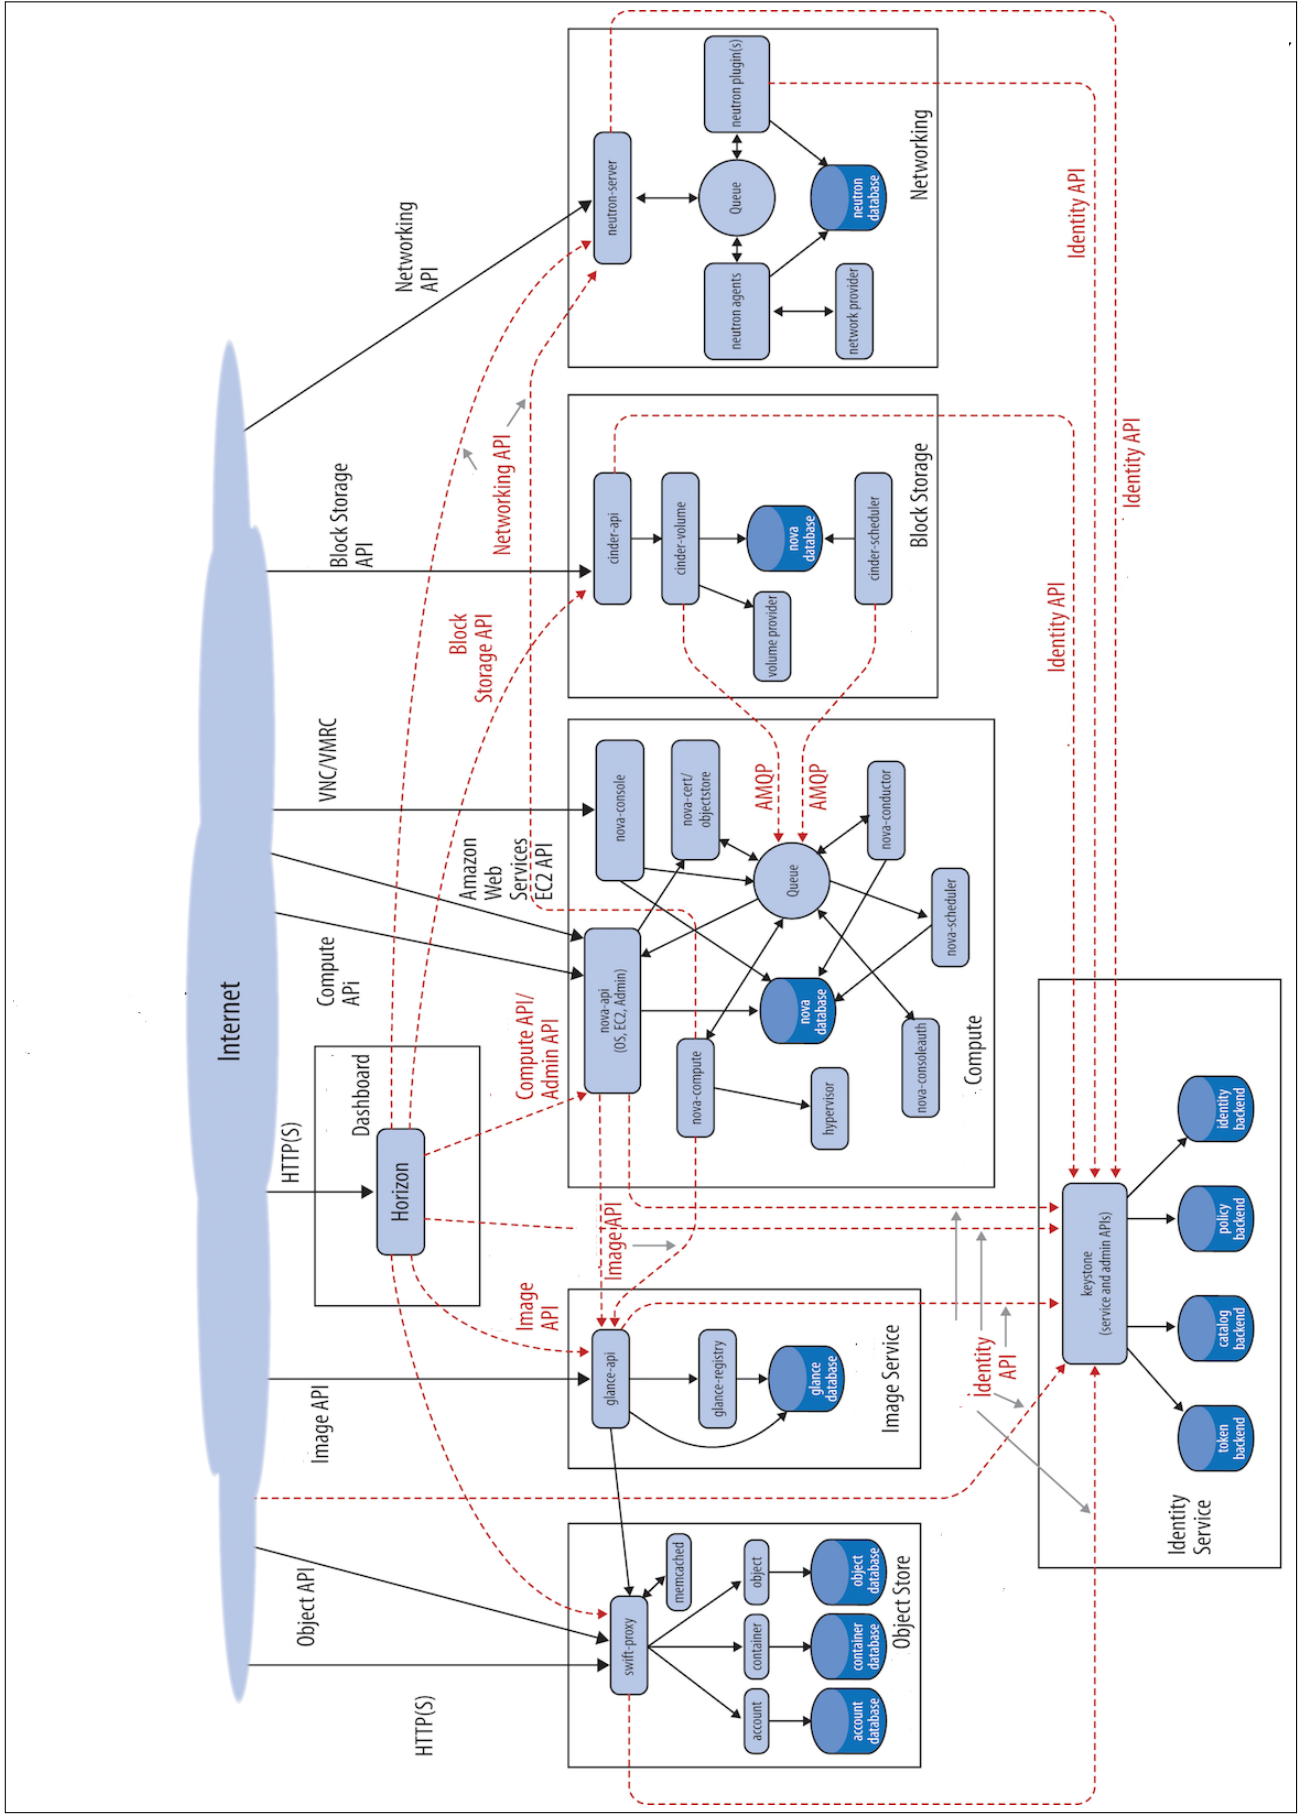 Internet
HTTP(S)
Object API
Image API
HTTP(S)
Compute
APi
Amazon
Web
Services
EC2 API
VNC/VMRC
Block Storage
API
Networking
API
Dashboard
Horizon
Image
API
Compute API/
Admin API
Block
Storage API
Networking API
swift-proxy
memcached
account
container
object
account
database
container
database
object
database
Object Store
glance-api
glance-registry
glance
database
Image Service
Image API
nova-api
(OS, EC2, Admin)
nova-console
nova-cert/
objectstore
nova-compute
Queue
nova
database
hypervisor
nova-conductor
nova-scheduler
nova-consoleauth
Compute
AMQP
AMQP
cinder-api
cinder-volume
nova
database
volume provider
cinder-scheduler
Block Storage
neutron-server
neutron agents
Queue
neutron plugin(s)
neutron
database
network provider
Networking
Identity
API
Identity API
Identity API
Identity API
keystone
(service and admin APIs)
token
backend
catalog
backend
policy
backend
identity
backend
Identity
Service